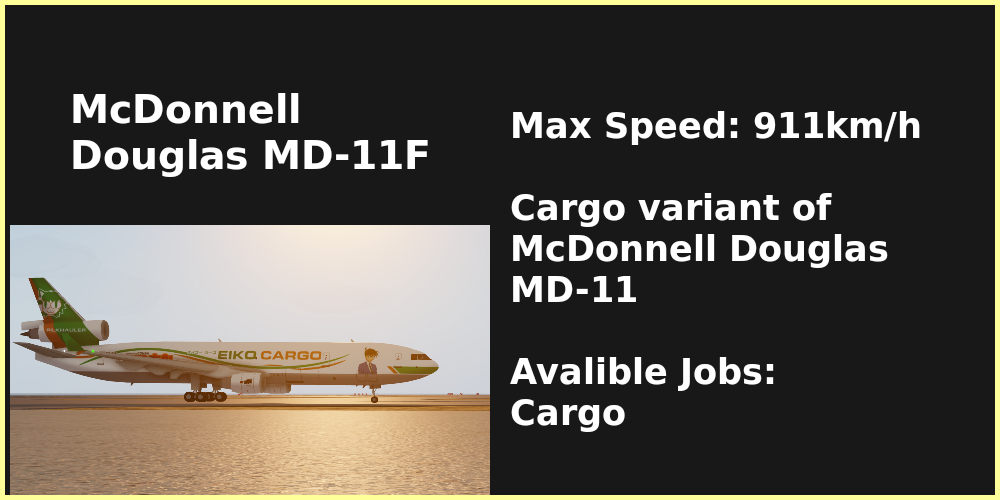 McDonnell
Douglas MD-11F
Max Speed: 911km/h
Cargo variant of
McDonnell Douglas
MD-11
Avalible Jobs:
Cargo
EIKO CARGO